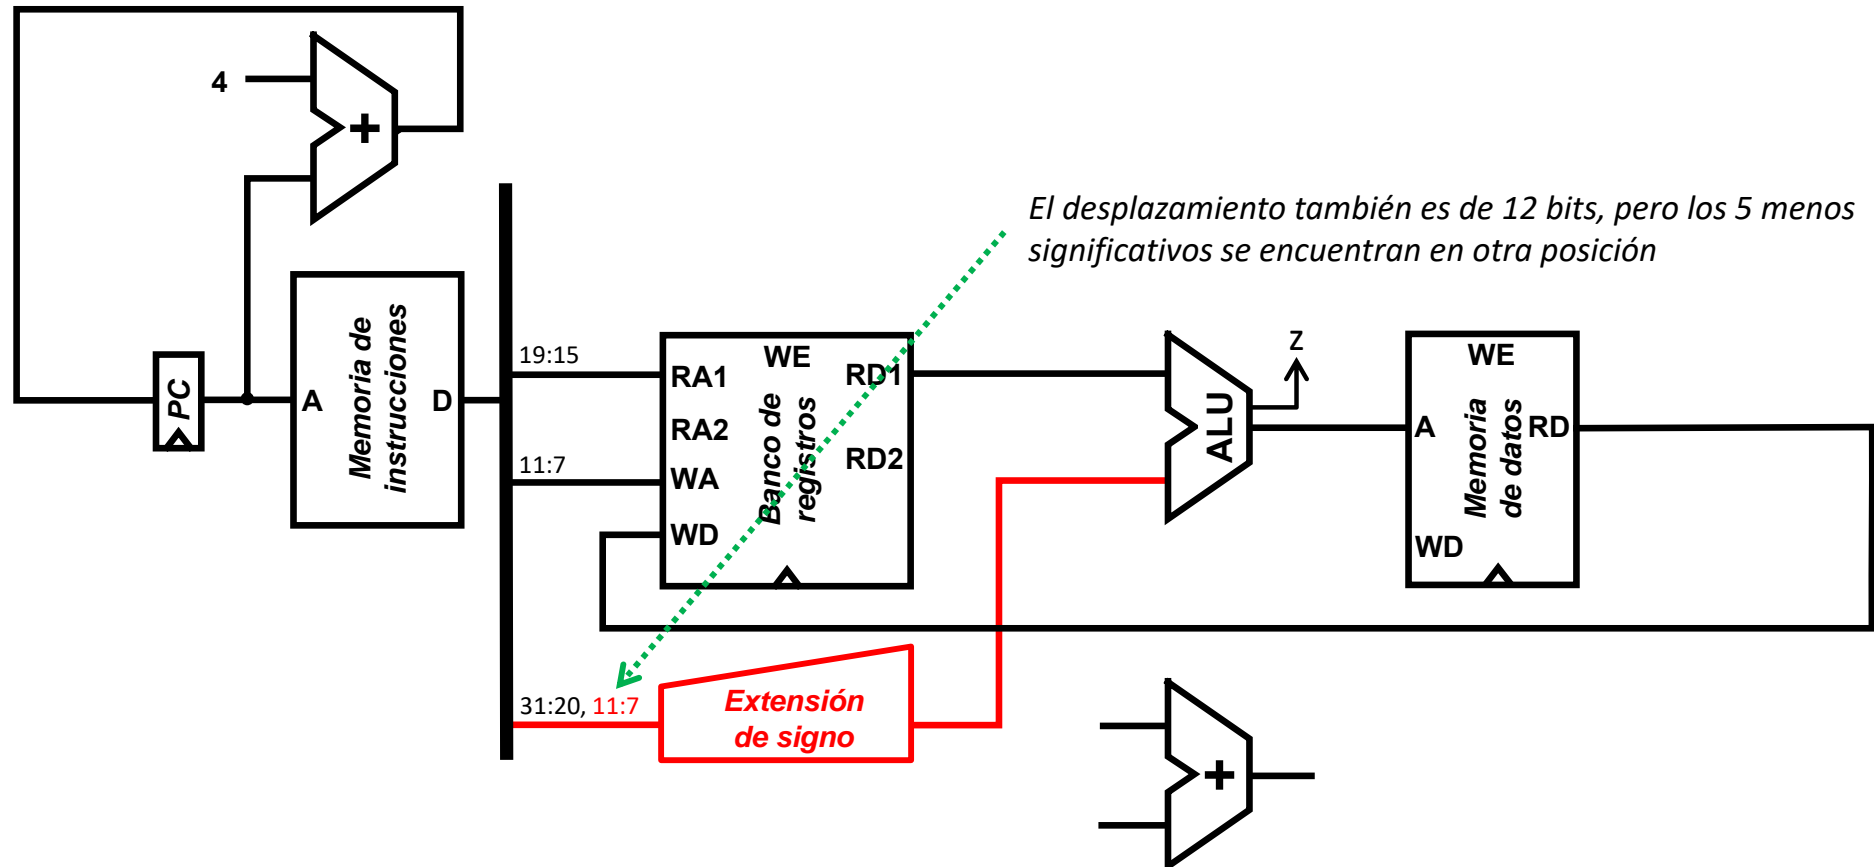 4
+
El desplazamiento también es de 12 bits, pero los 5 menos
significativos se encuentran en otra posición
PC
A
Memoria de
instrucciones
D
19:15
11:7
RA1
RA2
WA
WD
WE
Banco de
registros
RD1
RD2
ALU
Z
WE
A
Memoria
de datos
RD
WD
31:20, 11:7
Extensión
de signo
+